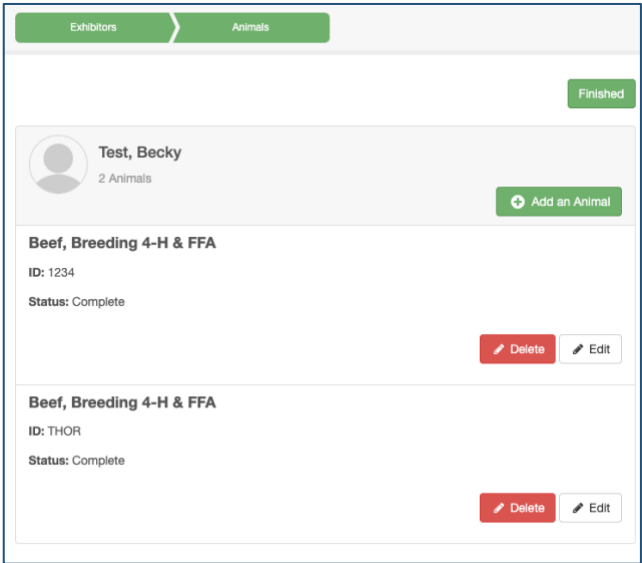 Exhibitors
Animals
Finished
Test, Becky
2 Animals
Add an Animal
Beef, Breeding 4-H & FFA
ID: 1234
Status: Complete
Delete
Edit
Beef, Breeding 4-H & FFA
ID: THOR
Status: Complete
Delete
Edit